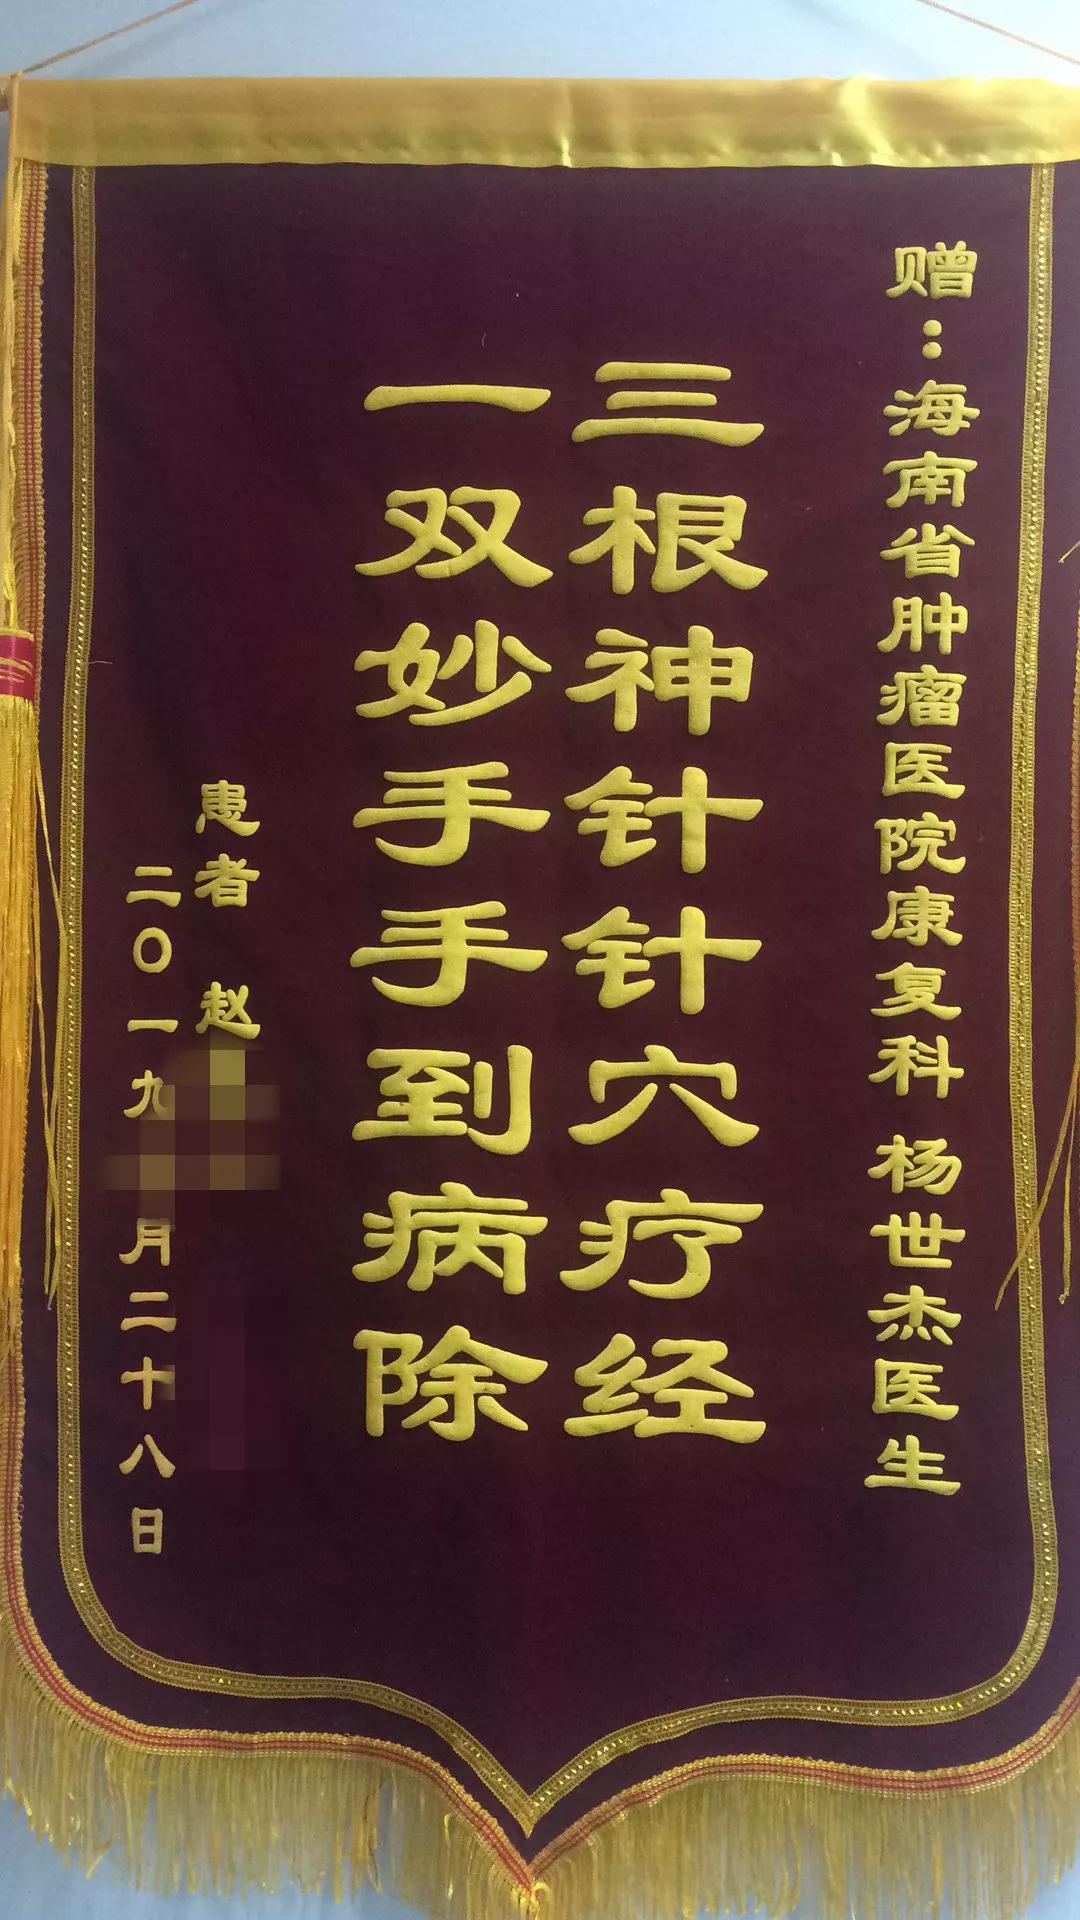 赠：海南省肿瘤医院康复科 杨世杰医生
三根神针针穴疗经
一双妙手手到病除
患者 赵
二〇一九 月二十八日